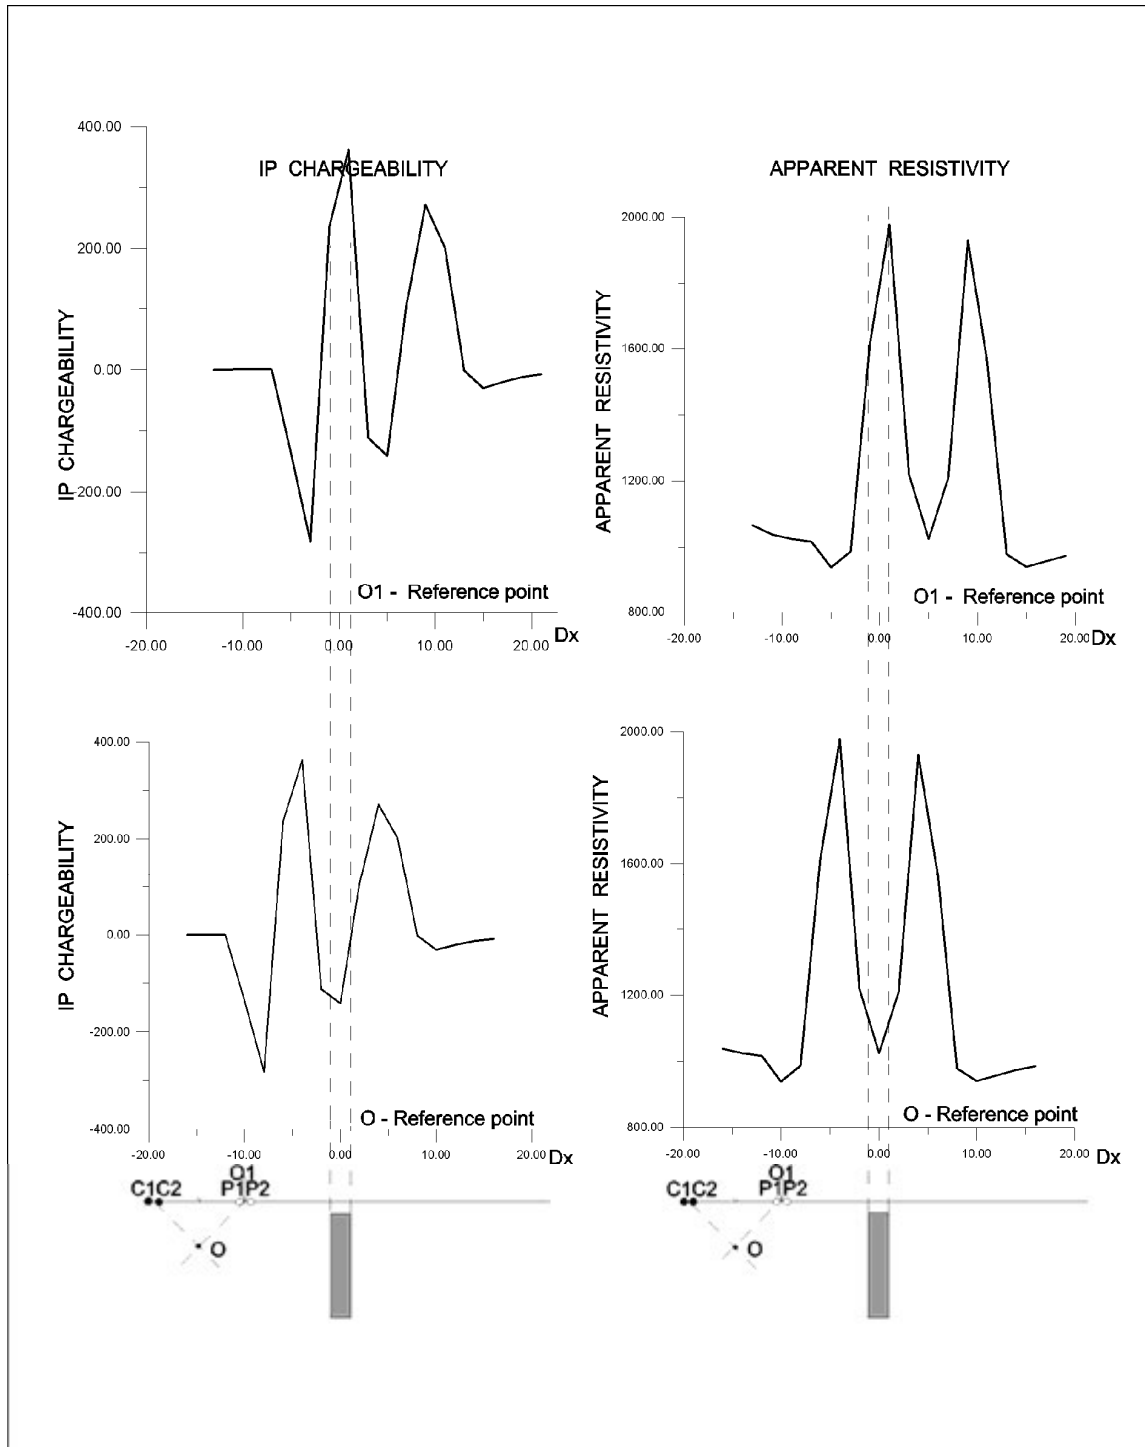 400.00
IP CHARGEABILITY
200.00
0.00
-200.00
-400.00
IP CHARGEABILITY
O1 - Reference point
-20.00 -10.00 0.00 10.00 20.00 Dx
APPARENT RESISTIVITY
2000.00
1600.00
1200.00
800.00
APPARENT RESISTIVITY
O1 - Reference point
-20.00 -10.00 0.00 10.00 20.00 Dx
400.00
200.00
0.00
-200.00
-400.00
IP CHARGEABILITY
O - Reference point
-20.00 -10.00 0.00 10.00 20.00 Dx
2000.00
1600.00
1200.00
800.00
APPARENT RESISTIVITY
O - Reference point
-20.00 -10.00 0.00 10.00 20.00 Dx
O1
C1C2 P1P2
O
O1
C1C2 P1P2
O